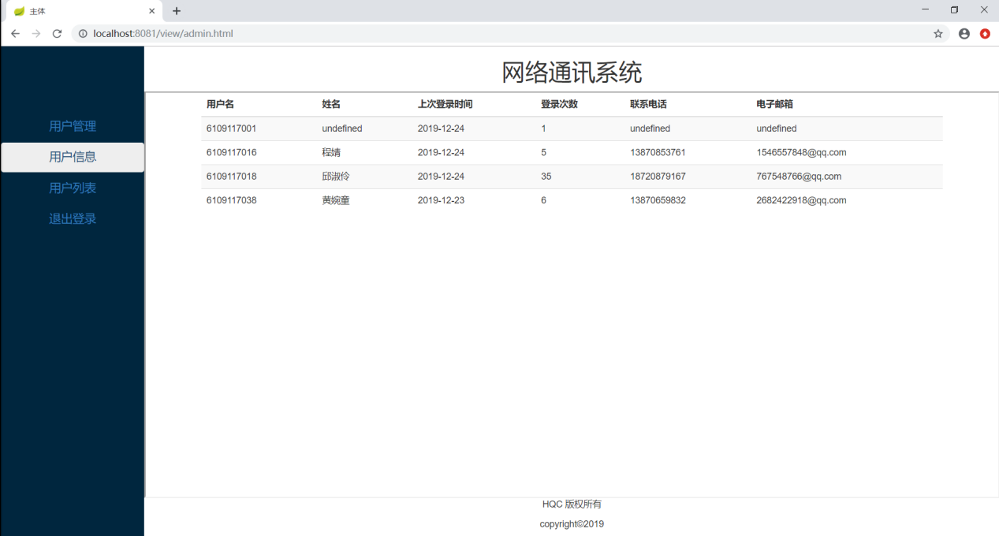 主体
localhost:8081/view/admin.html
网络通讯系统
用户管理
用户信息
用户列表
退出登录
用户名 姓名 上次登录时间 登录次数 联系电话 电子邮箱
6109117001 undefined 2019-12-24 1 undefined undefined
6109117016 程婧 2019-12-24 5 13870853761 1546557848@qq.com
6109117018 邱淑伶 2019-12-24 35 18720879167 767548766@qq.com
6109117038 黄婉童 2019-12-23 6 13870659832 2682422918@qq.com
HQC 版权所有
copyright©2019